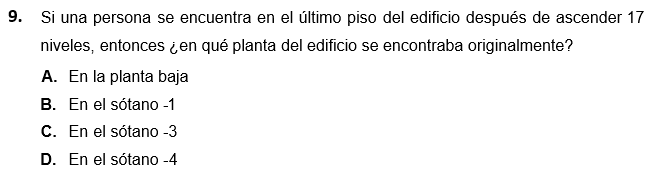 9. Si una persona se encuentra en el último piso del edificio después de ascender 17
niveles, entonces ¿en qué planta del edificio se encontraba originalmente?
A. En la planta baja
B. En el sótano -1
C. En el sótano -3
D. En el sótano -4